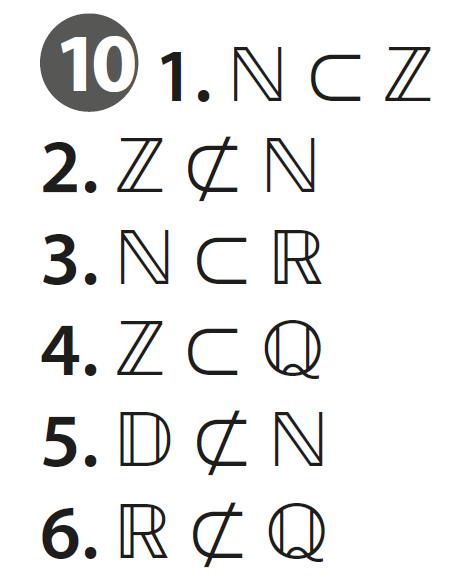 10 1. ℕ ⊂ ℤ
2. ℤ ⊄ ℕ
3. ℕ ⊂ ℝ
4. ℤ ⊂ ℚ
5. 𝔻 ⊄ ℕ
6. ℝ ⊄ ℚ